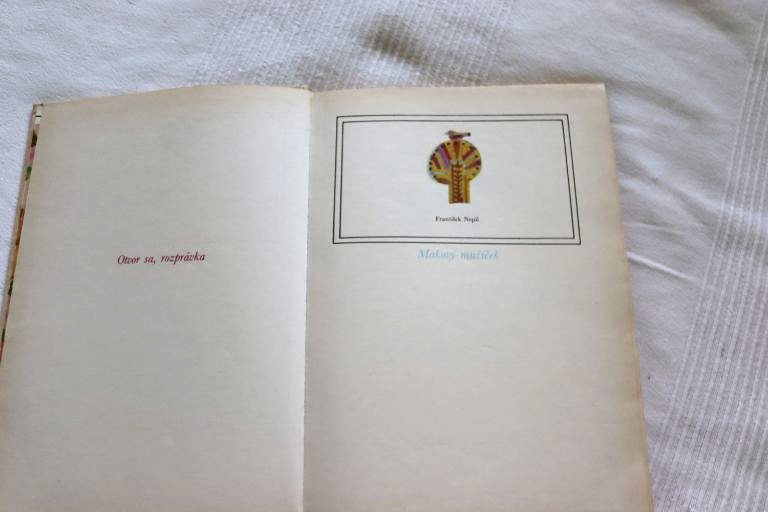 Otvor sa, rozprávka
František Nepil
Makový mužíček